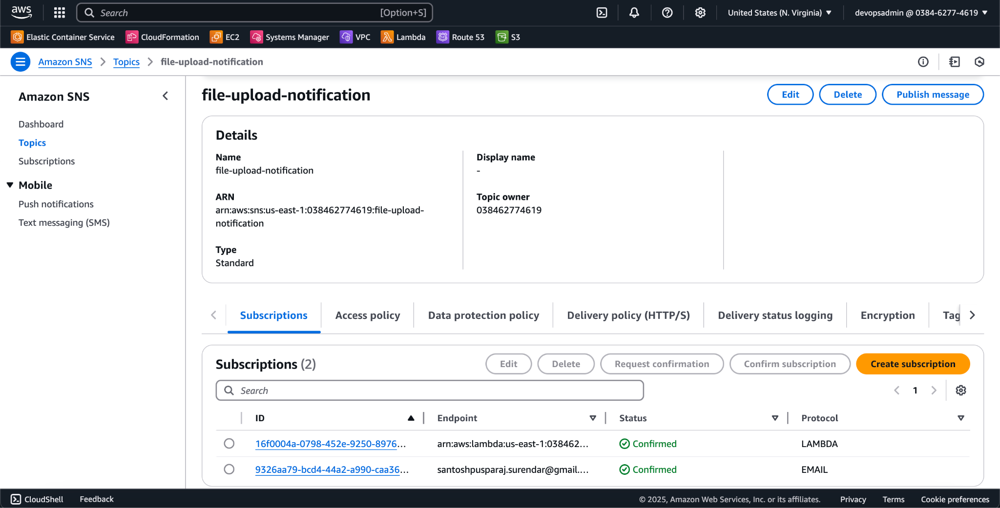 aws Search [Option+S] United States (N. Virginia) devopsadmin @ 0384-6277-4619
Elastic Container Service CloudFormation EC2 Systems Manager VPC Lambda Route 53 S3
Amazon SNS Topics file-upload-notification
Amazon SNS
Dashboard
Topics
Subscriptions
Mobile
Push notifications
Text messaging (SMS)
file-upload-notification
Edit Delete Publish message
Details
Name
file-upload-notification
ARN
arn:aws:sns:us-east-1:038462774619:file-upload-
notification
Type
Standard
Display name
-
Topic owner
038462774619
Subscriptions Access policy Data protection policy Delivery policy (HTTP/S) Delivery status logging Encryption Tag
Subscriptions (2) Edit Delete Request confirmation Confirm subscription Create subscription
Search 1
ID Endpoint Status Protocol
16f0004a-0798-452e-9250-8976... arn:aws:lambda:us-east-1:038462... Confirmed LAMBDA
9326aa79-bcd4-44a2-a990-caa36... santoshpusparaj.surendar@gmail.... Confirmed EMAIL
CloudShell Feedback © 2025, Amazon Web Services, Inc. or its affiliates. Privacy Terms Cookie preferences